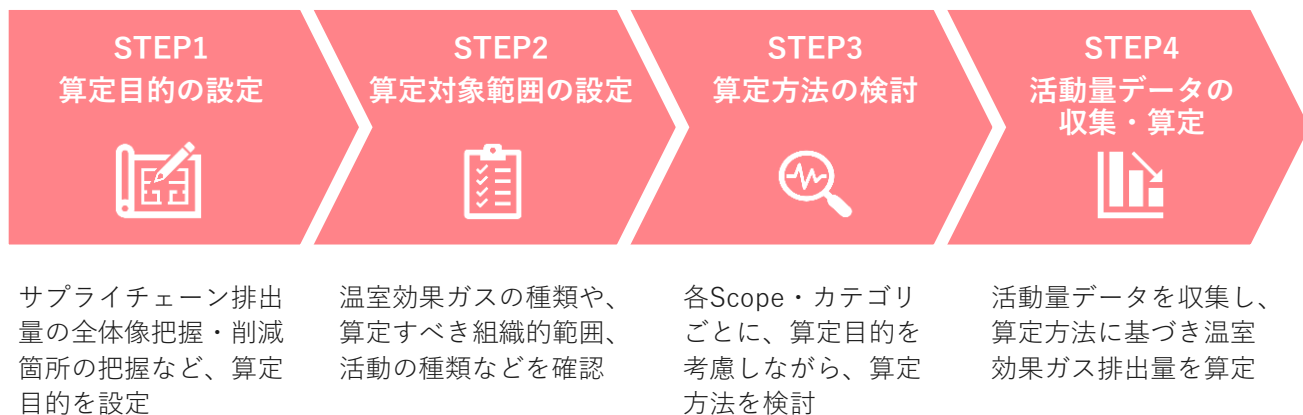 STEP1
算定目的の設定
サプライチェーン排出
量の全体像把握・削減
箇所の把握など、算定
目的を設定
STEP2
算定対象範囲の設定
温室効果ガスの種類や、
算定すべき組織的範囲、
活動の種類などを確認
STEP3
算定方法の検討
各Scope・カテゴリ
ごとに、算定目的を
考慮しながら、算定
方法を検討
STEP4
活動量データの
収集・算定
活動量データを収集し、
算定方法に基づき温室
効果ガス排出量を算定